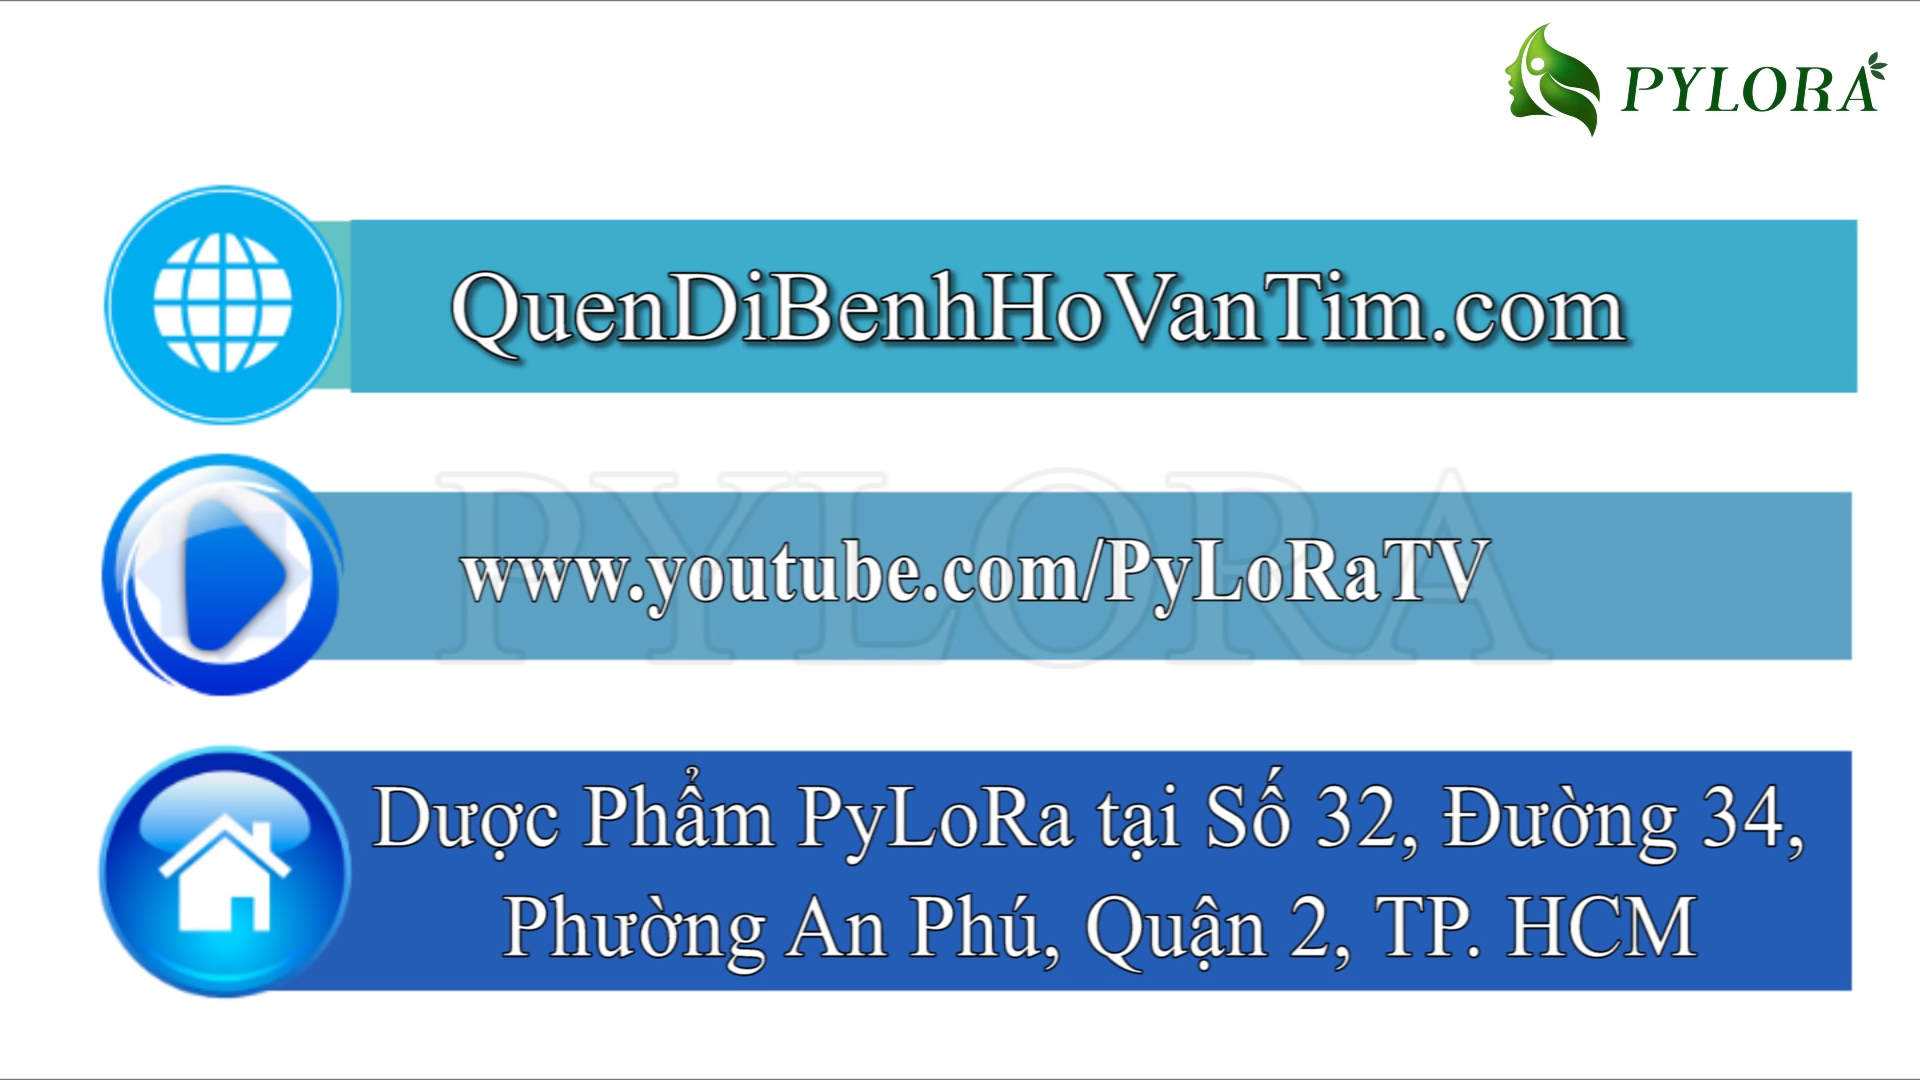 PYLORA
QuenDiBenhHoVanTim.com
PYLORA
www.youtube.com/PyLoRaTV
Dược Phẩm PyLoRa tại Số 32, Đường 34,
Phường An Phú, Quận 2, TP. HCM